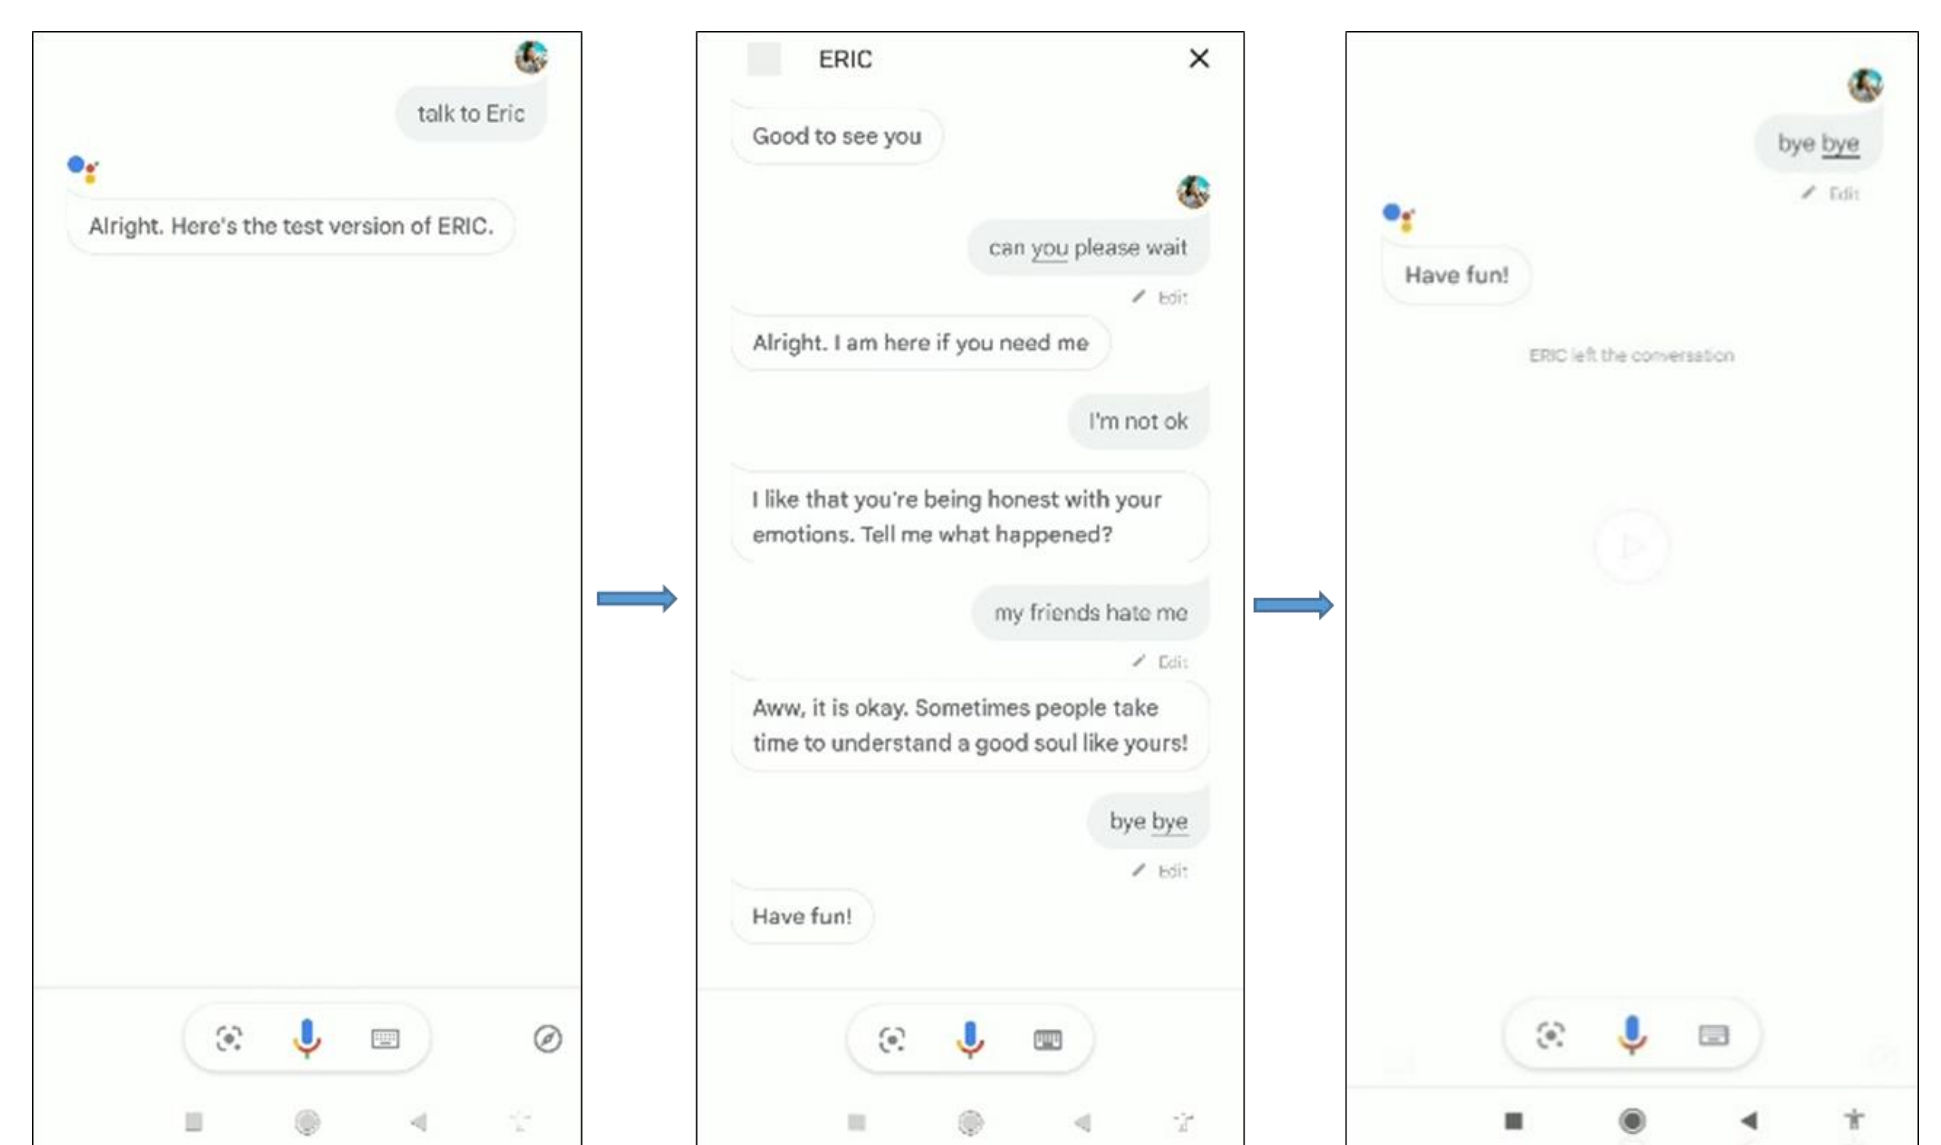 talk to Eric
Alright. Here's the test version of ERIC.
ERIC
Good to see you
can you please wait
Edit
Alright. I am here if you need me
I'm not ok
I like that you're being honest with your
emotions. Tell me what happened?
my friends hate me
Edit
Aww, it is okay. Sometimes people take
time to understand a good soul like yours!
bye bye
Edit
Have fun!
bye bye
Edit
Have fun!
ERIC left the conversation